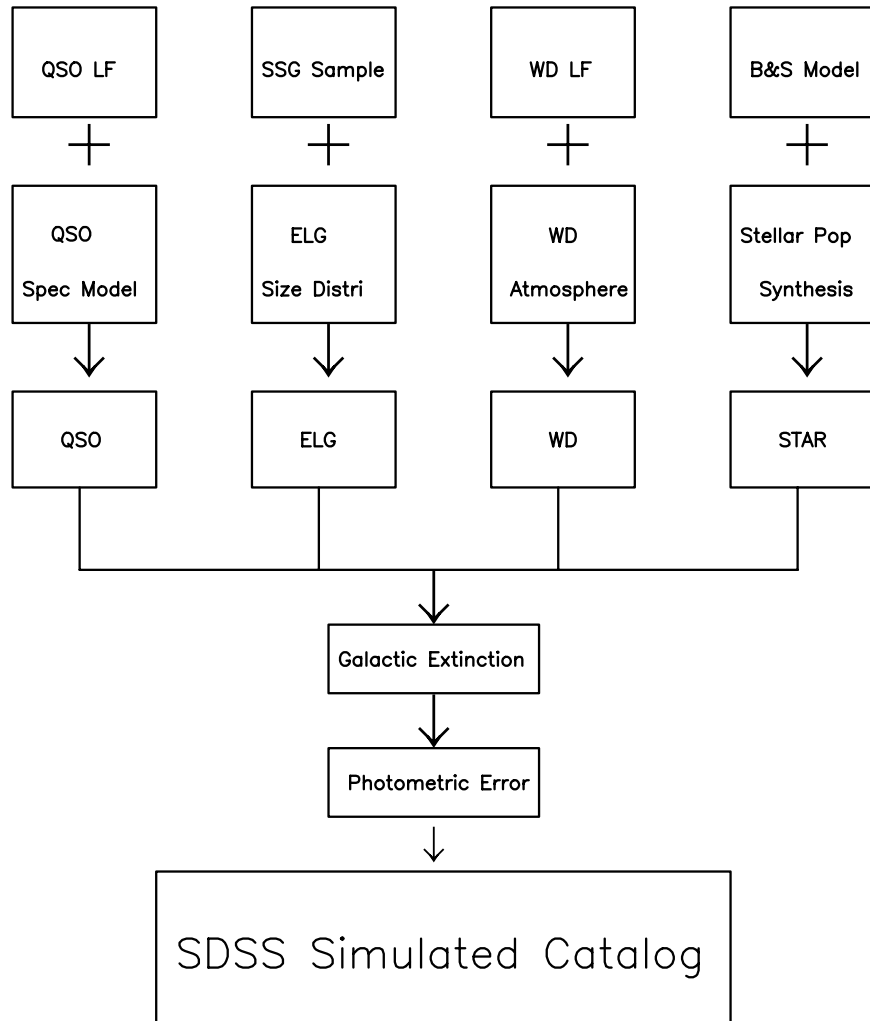 QSO LF
SSG Sample
WD LF
B&S Model
QSO
Spec Model
ELG
Size Distri
WD
Atmosphere
Stellar Pop
Synthesis
QSO
ELG
WD
STAR
Galactic Extinction
Photometric Error
SDSS Simulated Catalog